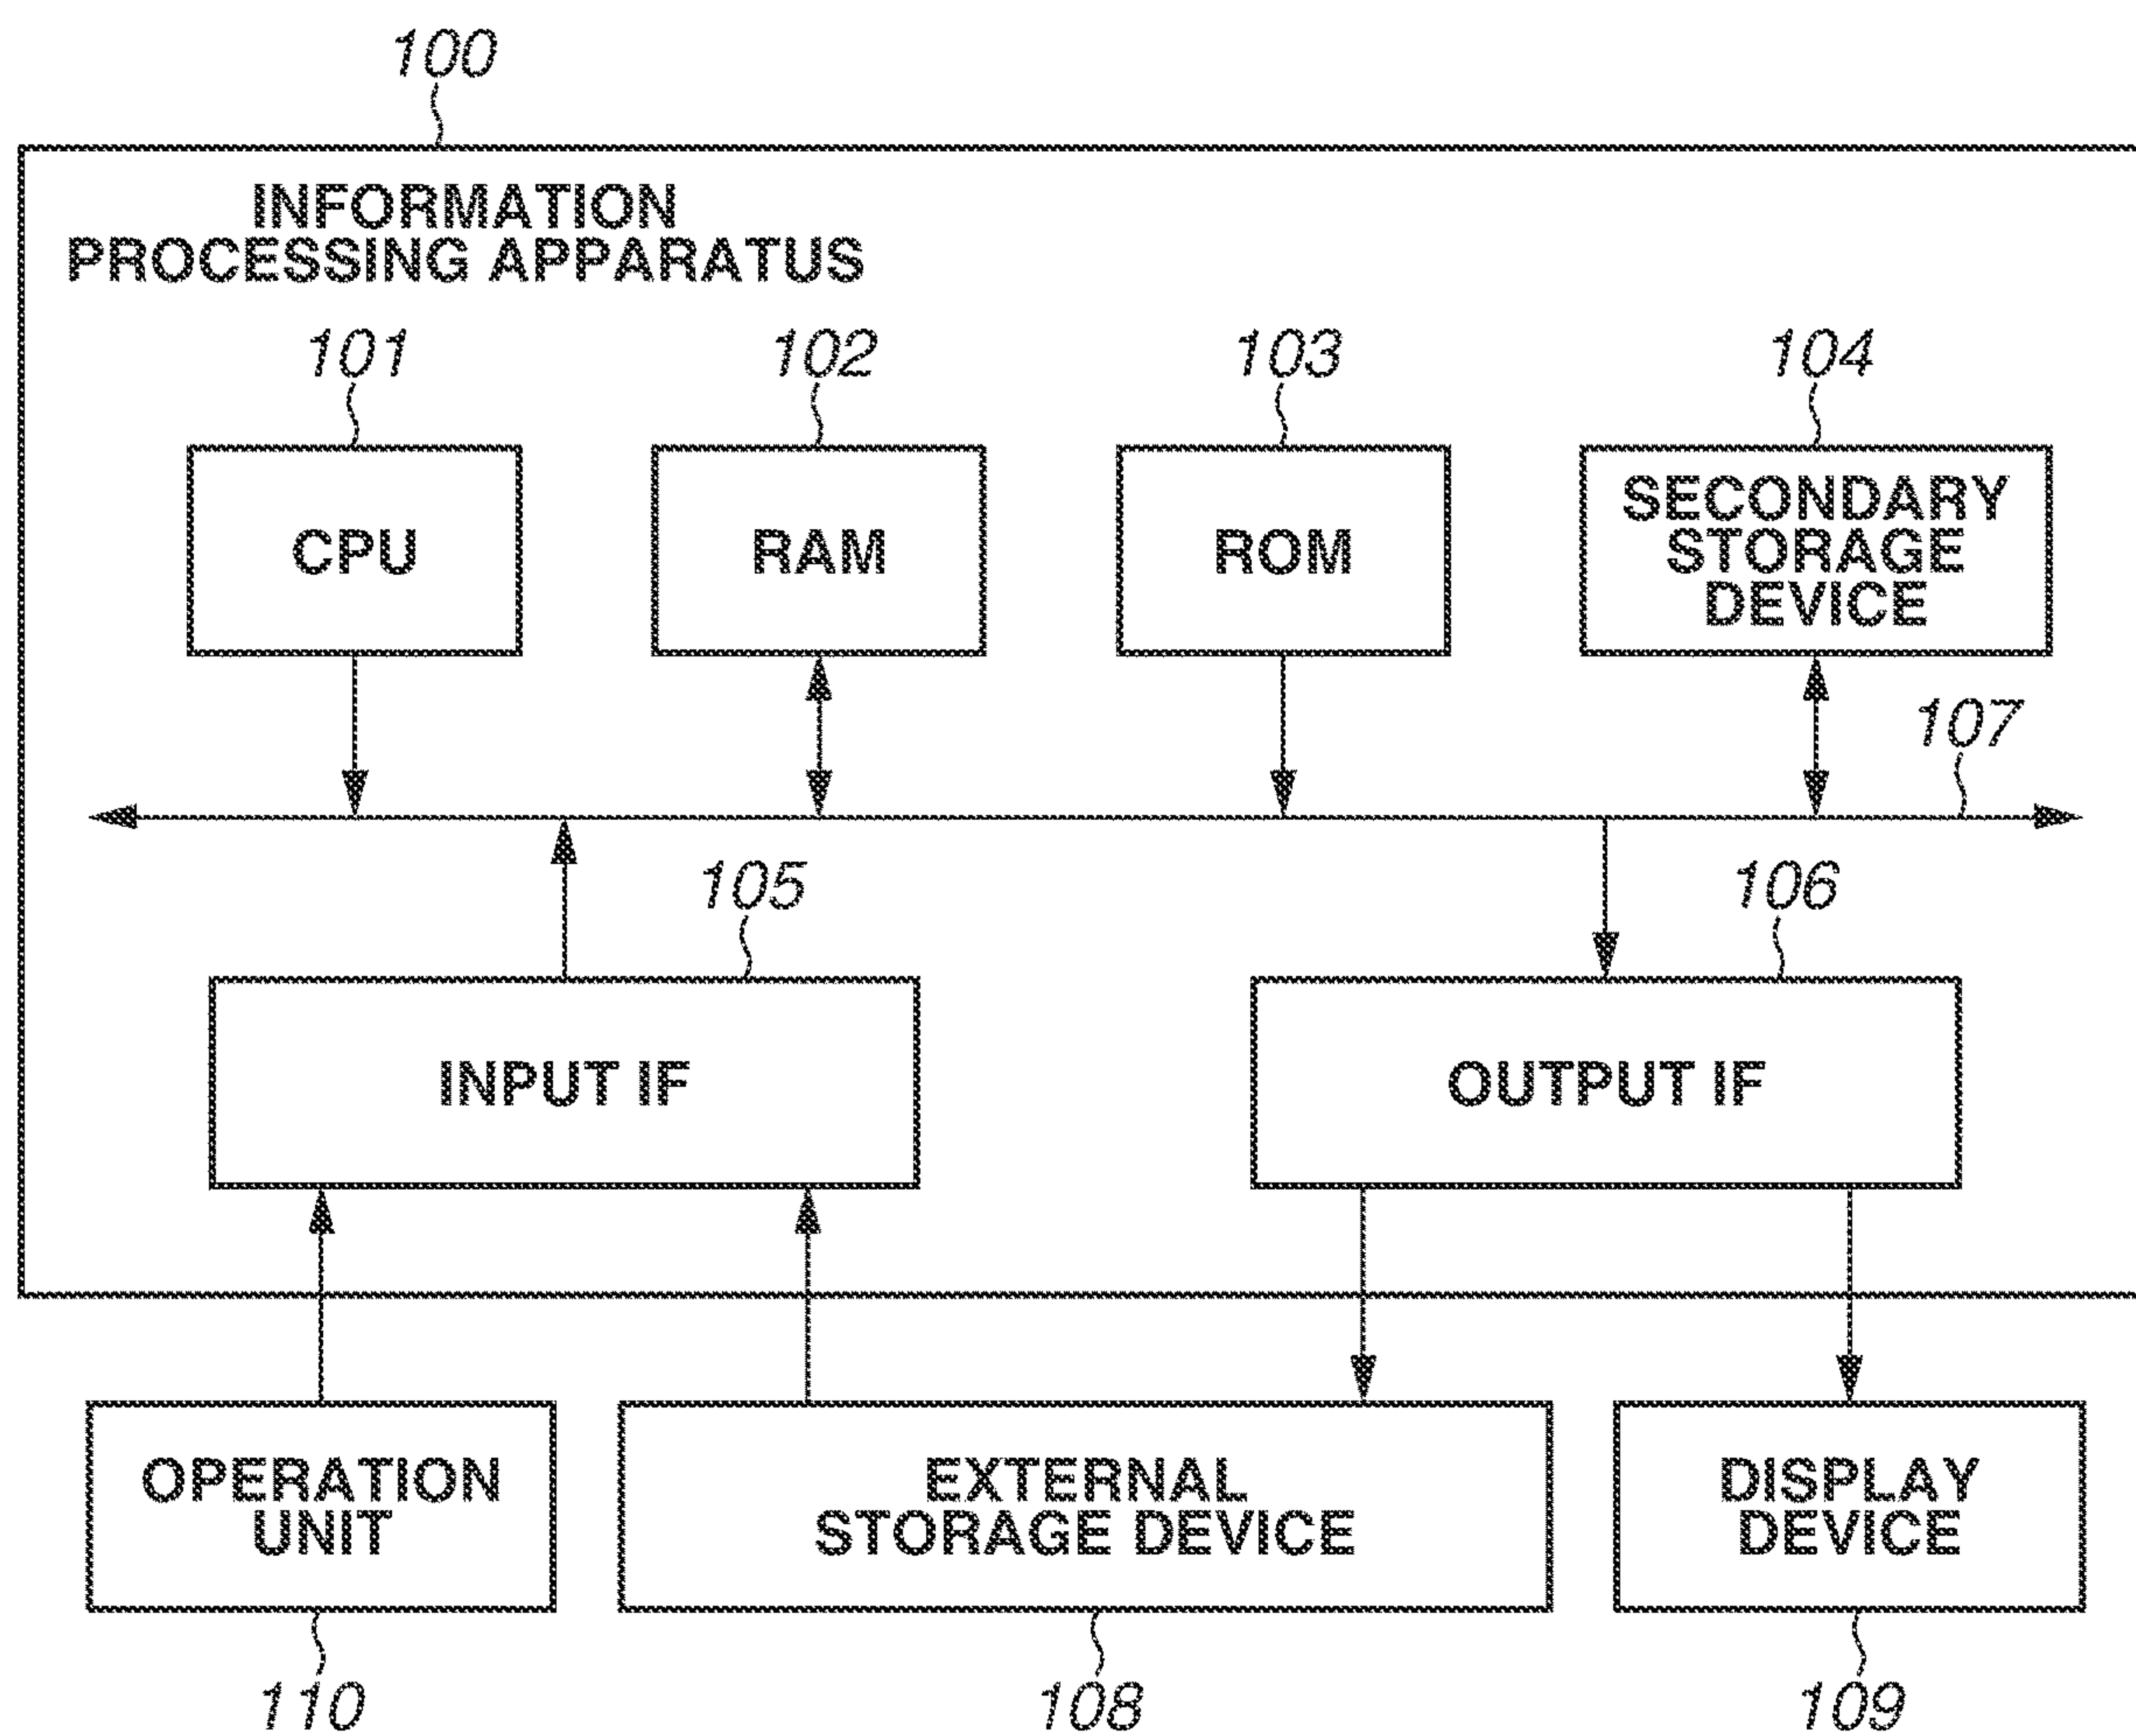 100
INFORMATION
PROCESSING APPARATUS
101
102
103
104
CPU
RAM
ROM
SECONDARY
STORAGE
DEVICE
107
105
106
INPUT IF
OUTPUT IF
OPERATION
UNIT
EXTERNAL
STORAGE DEVICE
DISPLAY
DEVICE
110
108
109